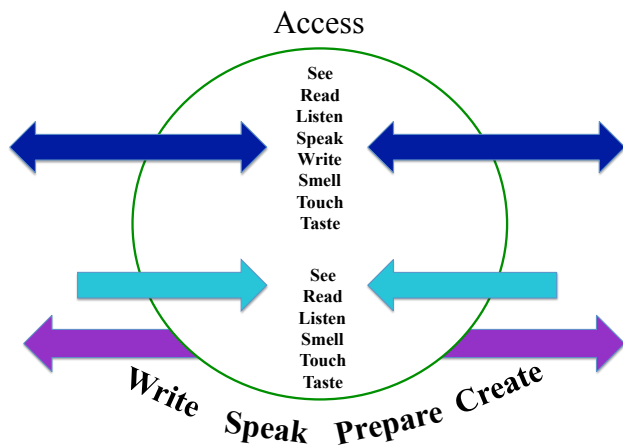 Access
See
Read
Listen
Speak
Write
Smell
Touch
Taste
See
Read
Listen
Smell
Touch
Taste
Write Speak Prepare Create